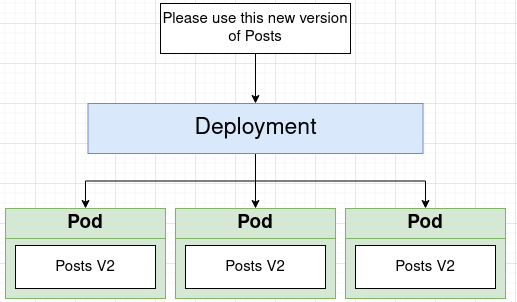 Please use this new version
of Posts
Deployment
Pod
Pod
Pod
Posts V2
Posts V2
Posts V2